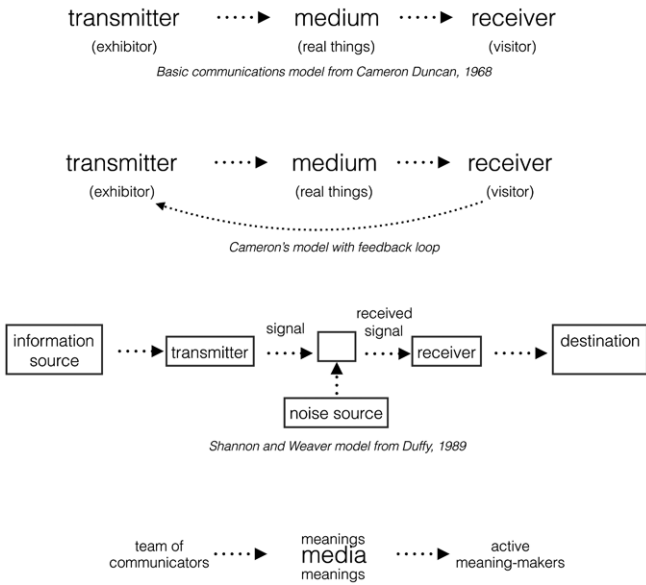 transmitter medium receiver
(exhibitor) (real things) (visitor)
Basic communications model from Cameron Duncan, 1968
transmitter medium receiver
(exhibitor) (real things) (visitor)
Cameron's model with feedback loop
information source
transmitter
signal
received signal
receiver
destination
noise source
Shannon and Weaver model from Duffy, 1989
team of communicators
meanings
media
meanings
active meaning-makers